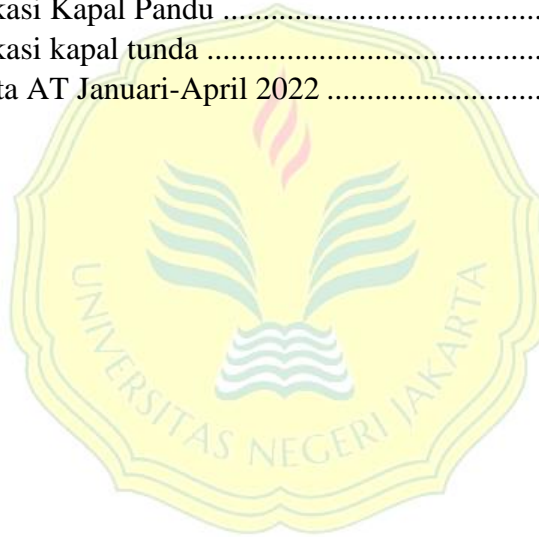 kasi Kapal Pandu ....................................
kasi kapal tunda ......................................
ta AT Januari-April 2022 .........................
UNIVERSITAS NEGERI JAKARTA